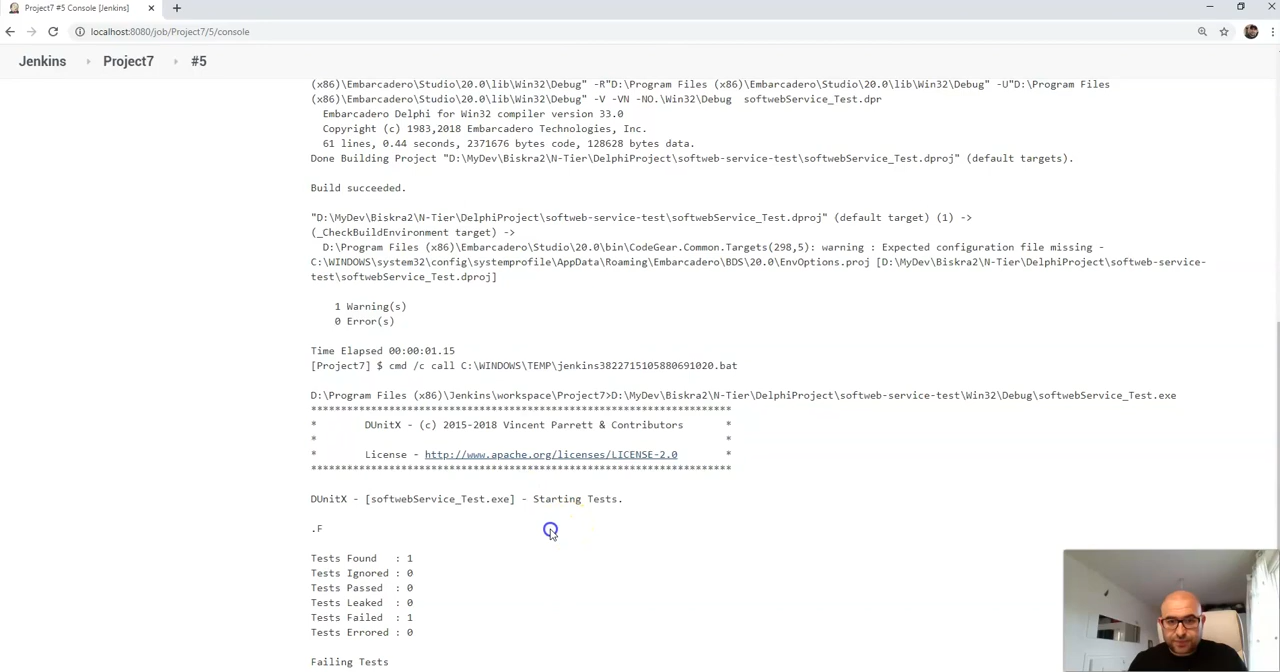 Project7 #5 Console [Jenkins]
localhost:8080/job/Project7/5/console
Jenkins Project7 #5
(x86)\Embarcadero\Studio\20.0\lib\Win32\Debug" -R"D:\Program Files (x86)\Embarcadero\Studio\20.0\lib\Win32\Debug" -U"D:\Program Files
(x86)\Embarcadero\Studio\20.0\lib\Win32\Debug" -V -VN -NO.\Win32\Debug softwebService_Test.dpr
Embarcadero Delphi for Win32 compiler version 33.0
Copyright (c) 1983,2018 Embarcadero Technologies, Inc.
61 lines, 0.44 seconds, 2371676 bytes code, 128628 bytes data.
Done Building Project "D:\MyDev\Biskra2\N-Tier\DelphiProject\softweb-service-test\softwebService_Test.dproj" (default targets).
Build succeeded.
"D:\MyDev\Biskra2\N-Tier\DelphiProject\softweb-service-test\softwebService_Test.dproj" (default target) (1) ->
(_CheckBuildEnvironment target) ->
D:\Program Files (x86)\Embarcadero\Studio\20.0\bin\CodeGear.Common.Targets(298,5): warning : Expected configuration file missing -
C:\WINDOWS\system32\config\systemprofile\AppData\Roaming\Embarcadero\BDS\20.0\EnvOptions.proj [D:\MyDev\Biskra2\N-Tier\DelphiProject\softweb-service-
test\softwebService_Test.dproj]
1 Warning(s)
0 Error(s)
Time Elapsed 00:00:01.15
[Project7] $ cmd /c call C:\WINDOWS\TEMP\jenkins3822715105880691020.bat
D:\Program Files (x86)\Jenkins\workspace\Project7>D:\MyDev\Biskra2\N-Tier\DelphiProject\softweb-service-test\Win32\Debug\softwebService_Test.exe
**********************************************************************
* DUnitX - (c) 2015-2018 Vincent Parrett & Contributors *
* *
* License - http://www.apache.org/licenses/LICENSE-2.0 *
**********************************************************************
DUnitX - [softwebService_Test.exe] - Starting Tests.
.F
Tests Found : 1
Tests Ignored : 0
Tests Passed : 0
Tests Leaked : 0
Tests Failed : 1
Tests Errored : 0
Failing Tests